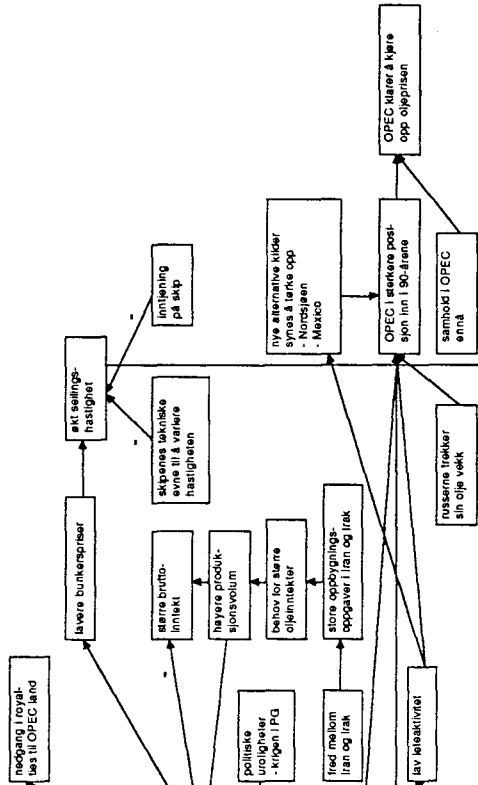 nedgang i royal-
ties til OPEC land
lavere bunkerspriser
økt seilings-
hastighet
-
-
skipenes tekniske
evne til å variere
hastigheten
inntjening
på skip
-
større brutto-
inntekt
høyere produk-
sjonsvolum
behov for større
oljeinntekter
store oppbygnings-
oppgaver i Iran og Irak
politiske
uroligheter
- krigen i PG
fred mellom
Iran og Irak
nye alternative kilder
synes å tørke opp
- Nordsjøen
- Mexico
OPEC i sterkere posi-
sjon inn i 90-årene
OPEC klarer å kjøre
opp oljeprisen
lav leteaktivitet
russerne trekker
sin olje vekk
samhold i OPEC
ennå